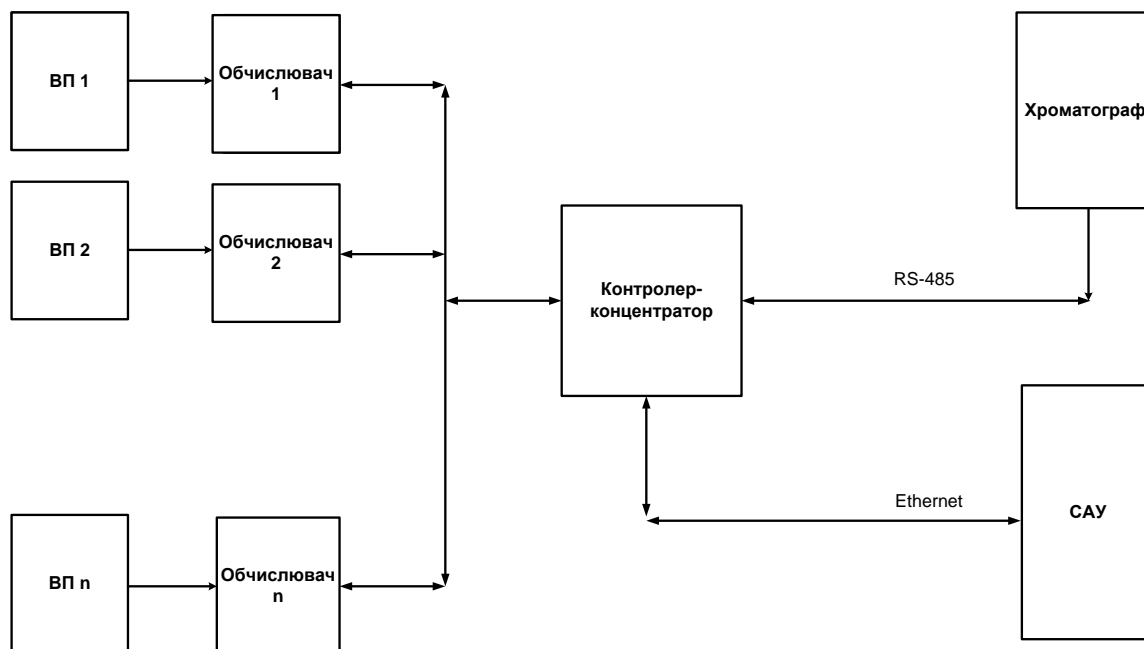 ВП 1
Обчислювач
1
Хроматограф
ВП 2
Обчислювач
2
Контролер-
концентратор
RS-485
Ethernet
САУ
ВП n
Обчислювач
n